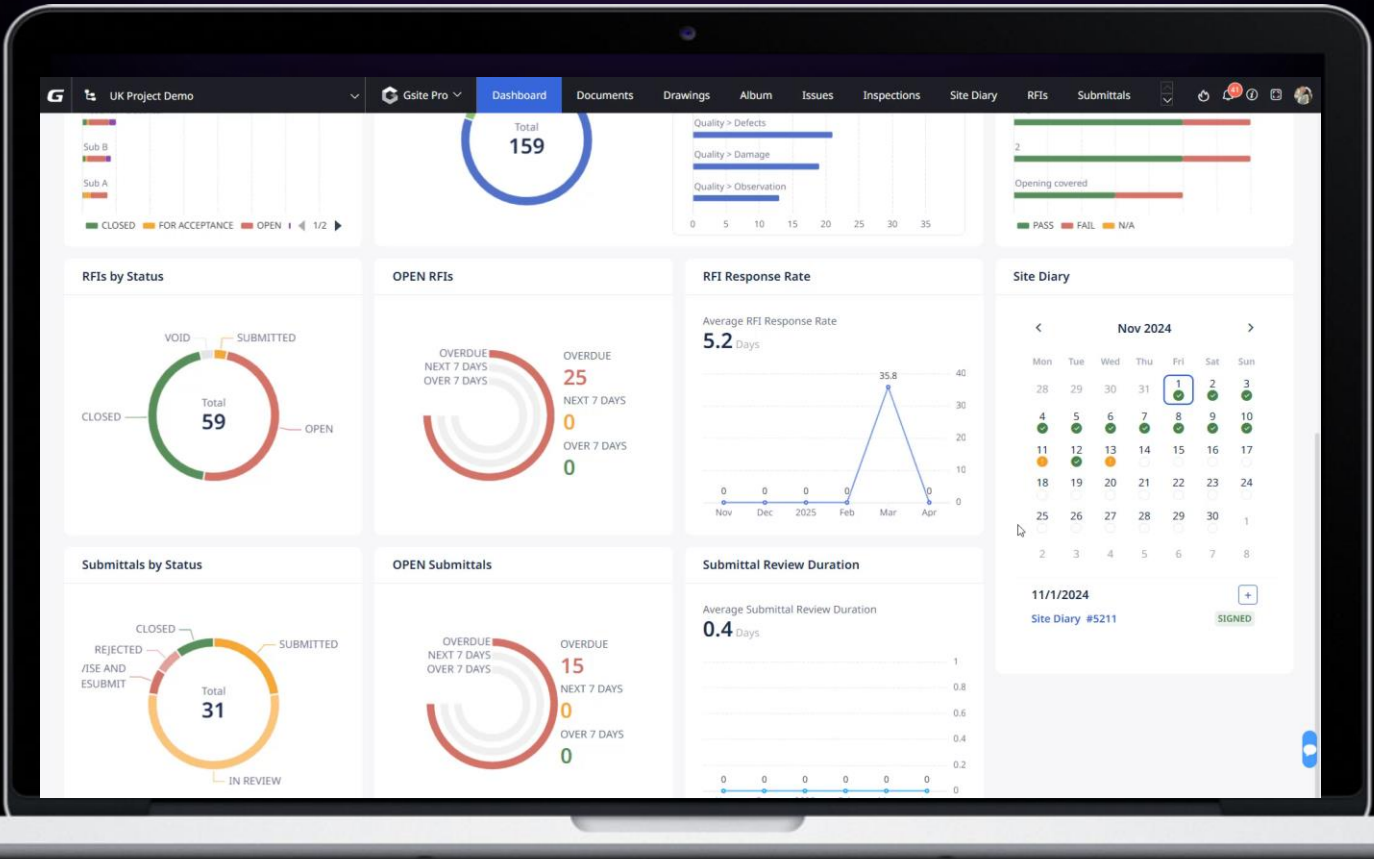 G UK Project Demo Gsite Pro Dashboard Documents Drawings Album Issues Inspections Site Diary RFIs Submittals 41
Sub B
Sub A
CLOSED FOR ACCEPTANCE OPEN 1/2
Total
159
Quality > Defects
Quality > Damage
Quality > Observation
0 5 10 15 20 25 30 35
2
Opening covered
PASS FAIL N/A
RFIs by Status
VOID SUBMITTED
CLOSED
Total
59
OPEN
OPEN RFIs
OVERDUE
NEXT 7 DAYS
OVER 7 DAYS
OVERDUE
25
NEXT 7 DAYS
0
OVER 7 DAYS
0
RFI Response Rate
Average RFI Response Rate
5.2 Days
35.8
40
30
20
10
0
0 0 0 0 0
Nov Dec 2025 Feb Mar Apr
Site Diary
< Nov 2024 >
Mon Tue Wed Thu Fri Sat Sun
28 29 30 31 1 2 3
4 5 6 7 8 9 10
11 12 13 14 15 16 17
18 19 20 21 22 23 24
25 26 27 28 29 30 1
2 3 4 5 6 7 8
11/1/2024 +
Site Diary #5211 SIGNED
Submittals by Status
CLOSED
REJECTED
/ISE AND
ESUBMIT
SUBMITTED
Total
31
IN REVIEW
OPEN Submittals
OVERDUE
NEXT 7 DAYS
OVER 7 DAYS
OVERDUE
15
NEXT 7 DAYS
0
OVER 7 DAYS
0
Submittal Review Duration
Average Submittal Review Duration
0.4 Days
1
0.8
0.6
0.4
0.2
0
0 0 0 0 0 0